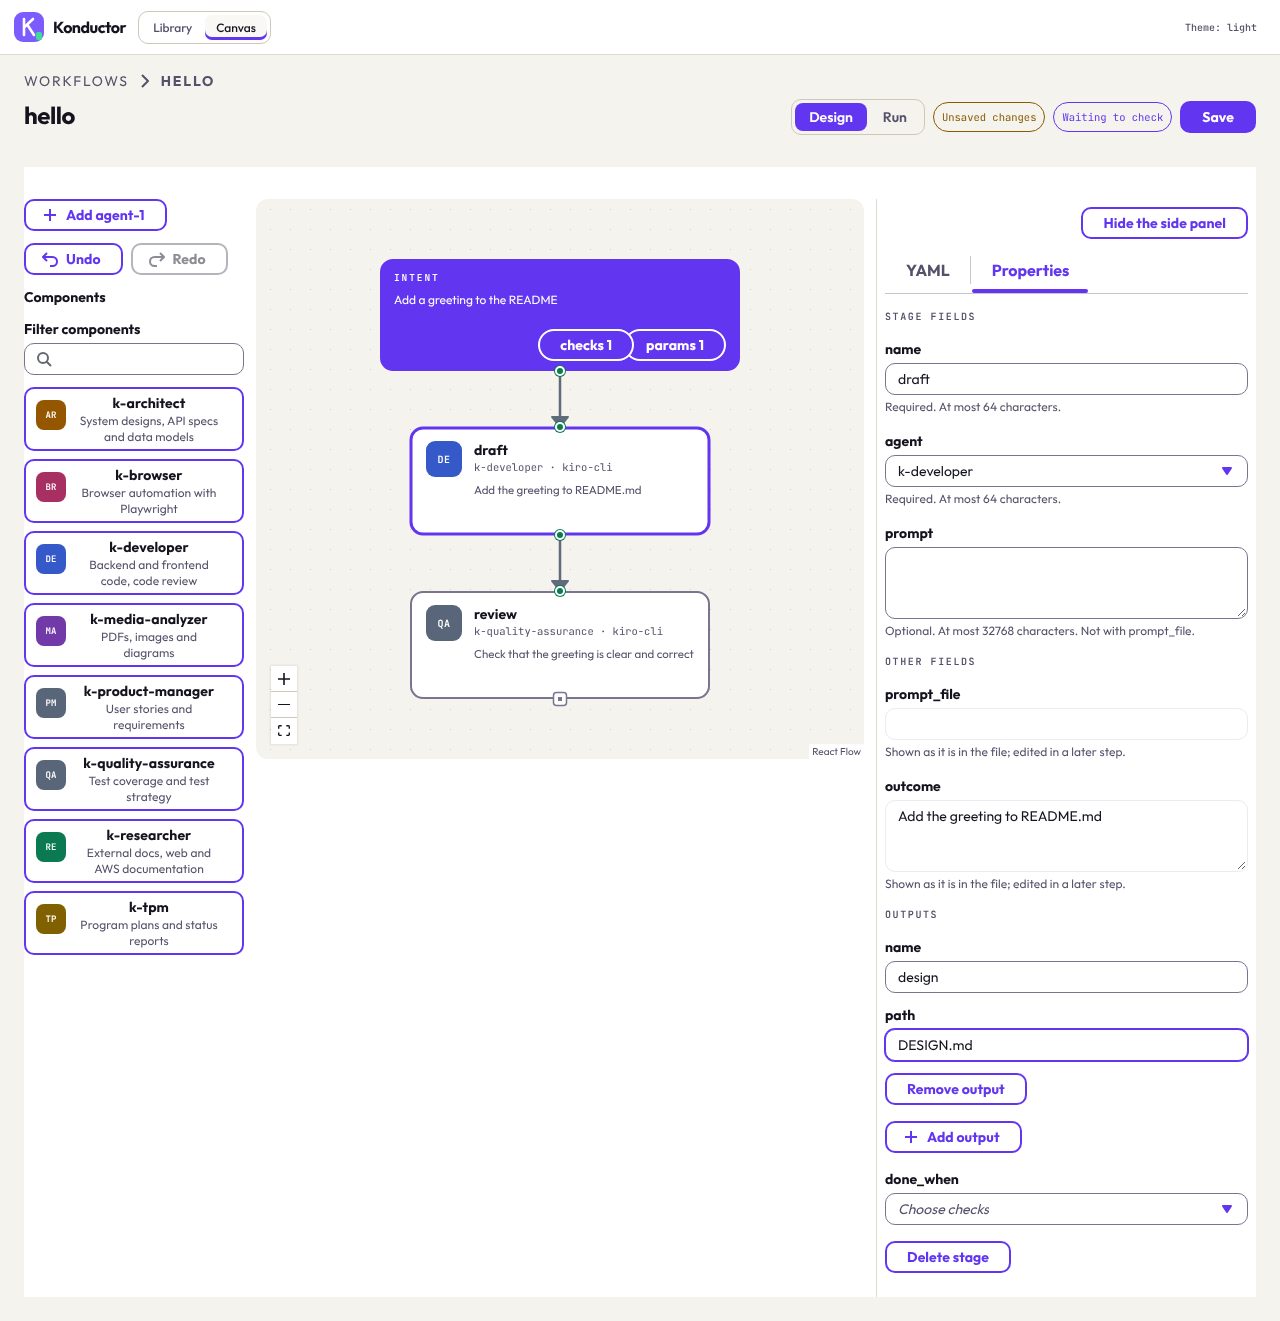 Konductor
Library
Canvas
Theme: light
WORKFLOWS > HELLO
hello
Design
Run
Unsaved changes
Waiting to check
Save
Add agent-1
Undo
Redo
Components
Filter components
AR
k-architect
System designs, API specs
and data models
BR
k-browser
Browser automation with
Playwright
DE
k-developer
Backend and frontend
code, code review
MA
k-media-analyzer
PDFs, images and
diagrams
PM
k-product-manager
User stories and
requirements
QA
k-quality-assurance
Test coverage and test
strategy
RE
k-researcher
External docs, web and
AWS documentation
TP
k-tpm
Program plans and status
reports
INTENT
Add a greeting to the README
checks 1
params 1
DE
draft
k-developer · kiro-cli
Add the greeting to README.md
QA
review
k-quality-assurance · kiro-cli
Check that the greeting is clear and correct
React Flow
Hide the side panel
YAML
Properties
STAGE FIELDS
name
draft
Required. At most 64 characters.
agent
k-developer
Required. At most 64 characters.
prompt
Optional. At most 32768 characters. Not with prompt_file.
OTHER FIELDS
prompt_file
Shown as it is in the file; edited in a later step.
outcome
Add the greeting to README.md
Shown as it is in the file; edited in a later step.
OUTPUTS
name
design
path
DESIGN.md
Remove output
Add output
done_when
Choose checks
Delete stage